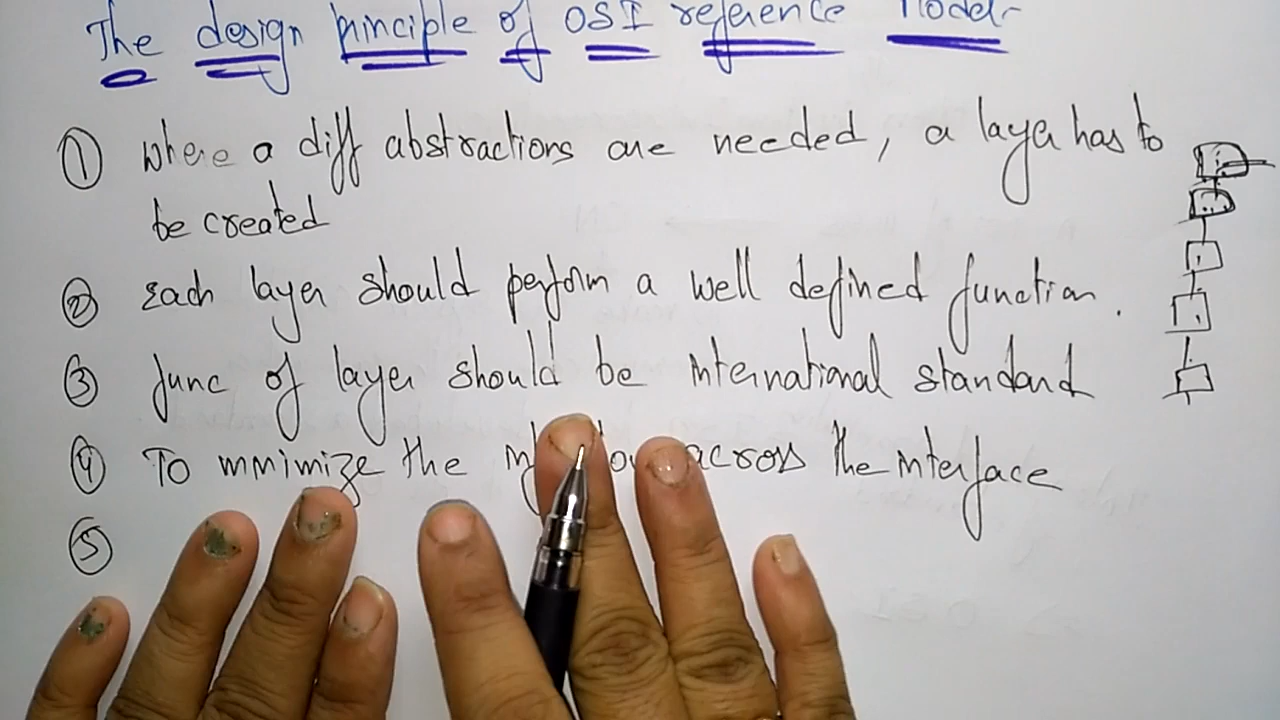 The design principle of OSI reference Model-
① where a diff abstractions are needed, a layer has to
be created
② Each layer should perform a well defined function.
③ func of layer should be international standard
④ To minimize the across the interface
⑤